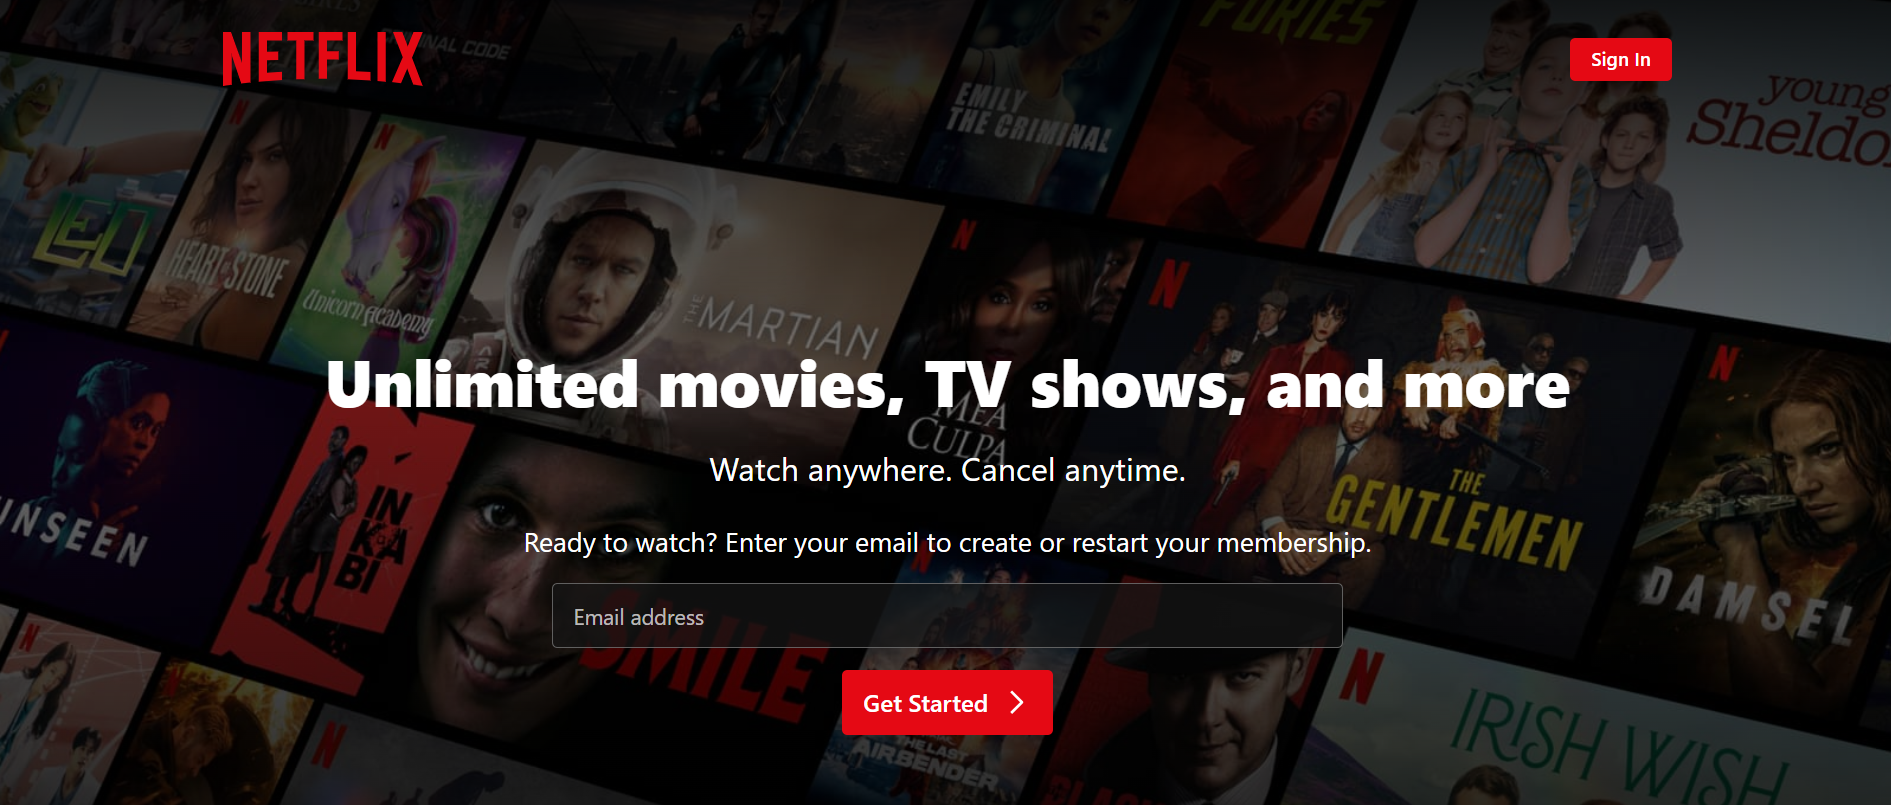 NETFLIX
Sign In
FURIES
EMILY
THE CRIMINAL
young
Sheldo
LEO
HEART OF STONE
Unicorn Academy
THE MARTIAN
Unlimited movies, TV shows, and more
MEA
CULPA
Watch anywhere. Cancel anytime.
THE
GENTLEMEN
UNSEEN
IN
KA
BI
Ready to watch? Enter your email to create or restart your membership.
DAMSEL
Email address
SMILE
Get Started
THE LAST
AIRBENDER
IRISH WISH